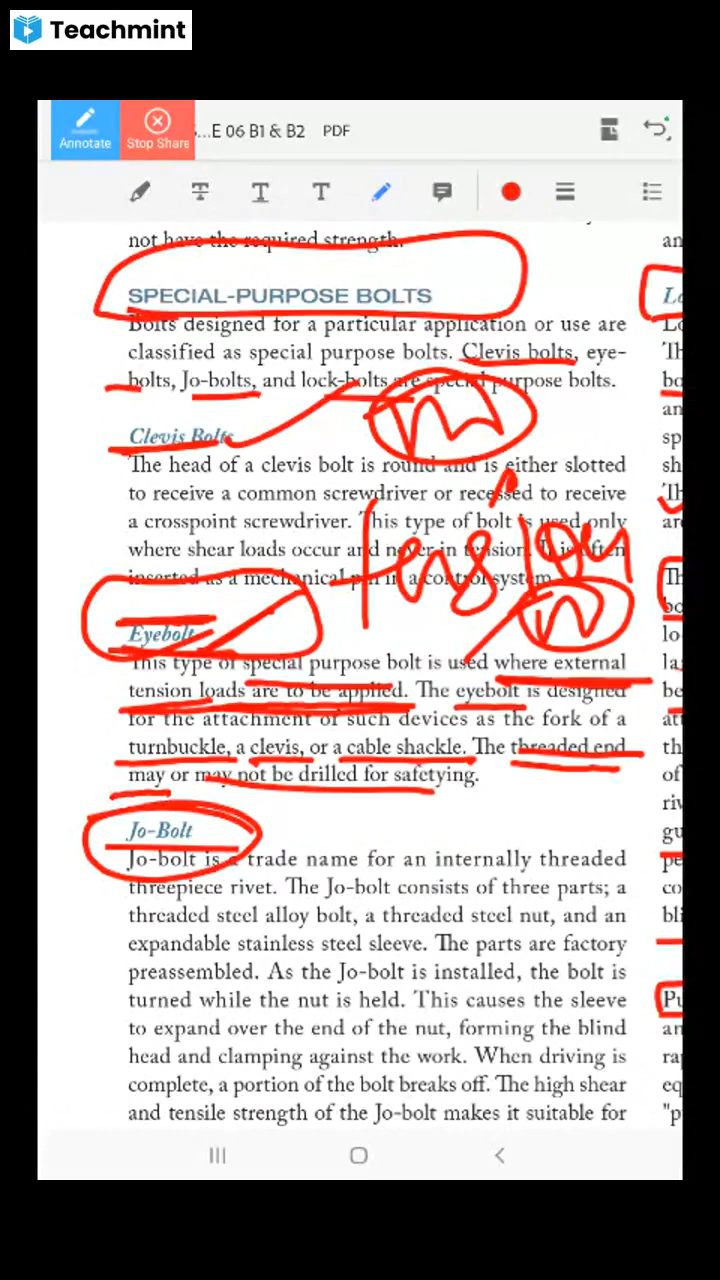 Teachmint
Annotate
Stop Share
...E 06 B1 & B2 PDF
not have the required strength.
SPECIAL-PURPOSE BOLTS
Bolts designed for a particular application or use are
classified as special purpose bolts. Clevis bolts, eye-
bolts, Jo-bolts, and lock-bolts are special purpose bolts.
Clevis Bolts
The head of a clevis bolt is round and is either slotted
to receive a common screwdriver or recessed to receive
a crosspoint screwdriver. This type of bolt is used only
where shear loads occur and never in tension. It is often
inserted as a mechanical pin in a control system.
tension
Eyebolt
This type of special purpose bolt is used where external
tension loads are to be applied. The eyebolt is designed
for the attachment of such devices as the fork of a
turnbuckle, a clevis, or a cable shackle. The threaded end
may or may not be drilled for safetying.
Jo-Bolt
Jo-bolt is a trade name for an internally threaded
threepiece rivet. The Jo-bolt consists of three parts; a
threaded steel alloy bolt, a threaded steel nut, and an
expandable stainless steel sleeve. The parts are factory
preassembled. As the Jo-bolt is installed, the bolt is
turned while the nut is held. This causes the sleeve
to expand over the end of the nut, forming the blind
head and clamping against the work. When driving is
complete, a portion of the bolt breaks off. The high shear
and tensile strength of the Jo-bolt makes it suitable for